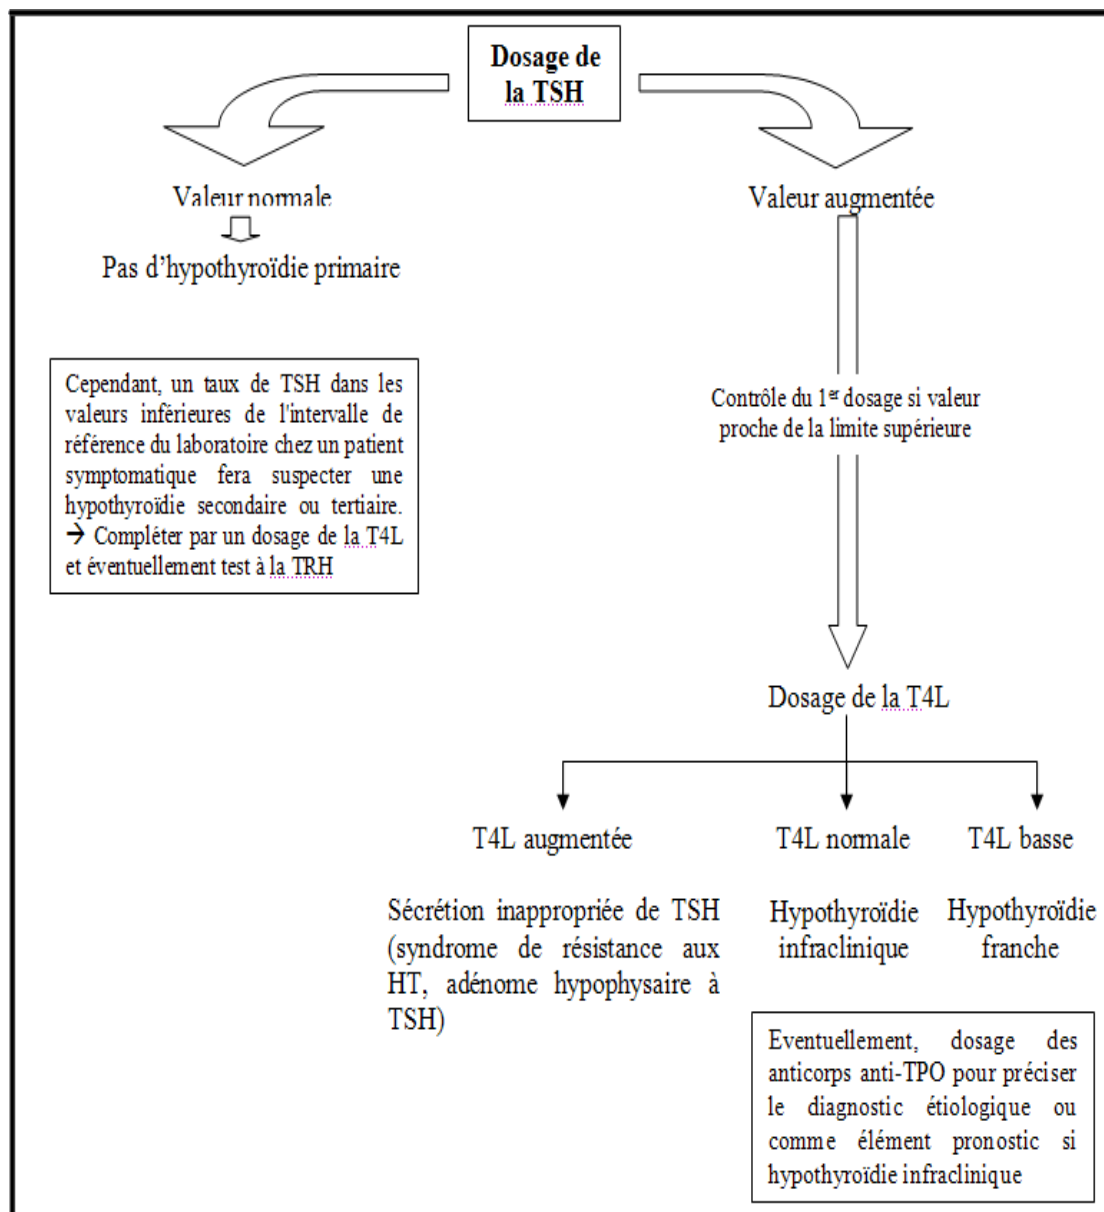 Dosage de
la TSH
Valeur normale
Valeur augmentée
Pas d'hypothyroïdie primaire
Cependant, un taux de TSH dans les
valeurs inférieures de l'intervalle de
référence du laboratoire chez un patient
symptomatique fera suspecter une
hypothyroïdie secondaire ou tertiaire.
→ Compléter par un dosage de la T4L
et éventuellement test à la TRH
Contrôle du 1er dosage si valeur
proche de la limite supérieure
Dosage de la T4L
T4L augmentée
T4L normale
T4L basse
Sécrétion inappropriée de TSH
(syndrome de résistance aux
HT, adénome hypophysaire à
TSH)
Hypothyroïdie
infraclinique
Hypothyroïdie
franche
Eventuellement, dosage des
anticorps anti-TPO pour préciser
le diagnostic étiologique ou
comme élément pronostic si
hypothyroïdie infraclinique